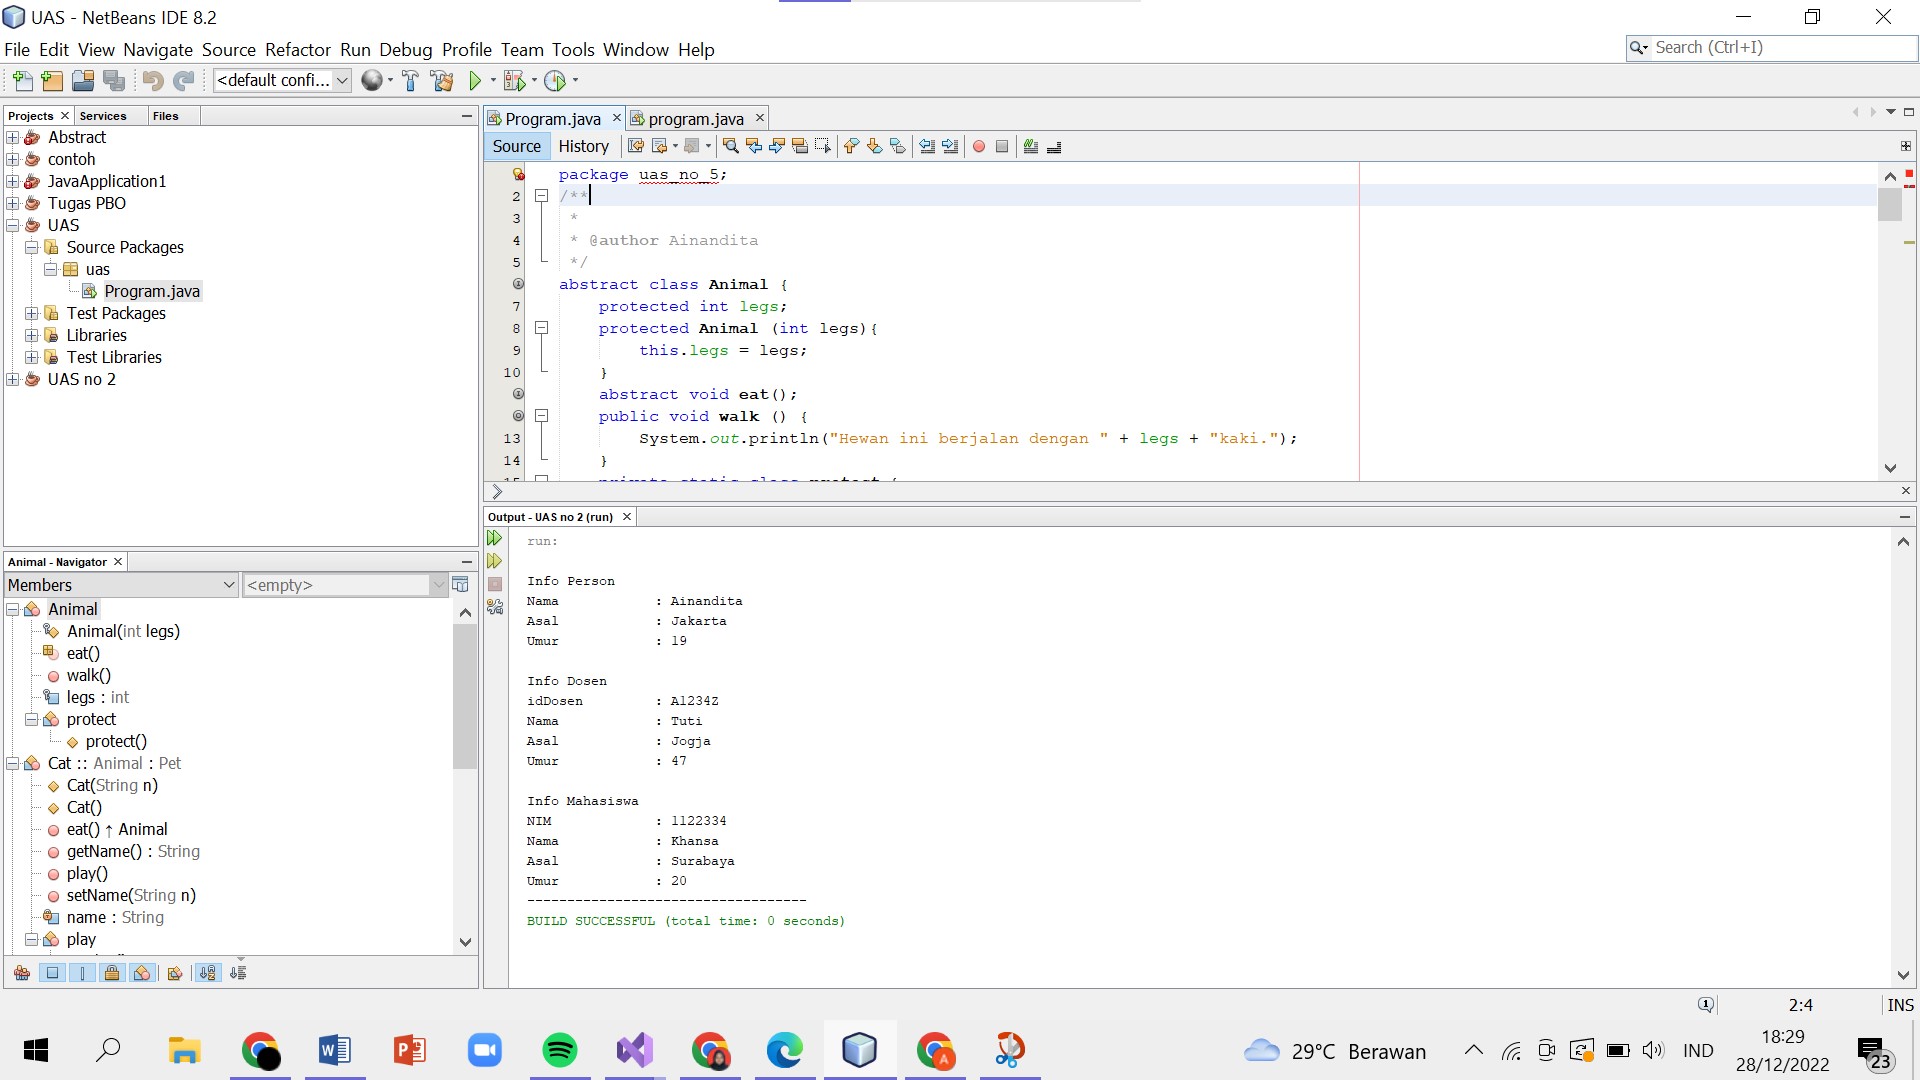 UAS - NetBeans IDE 8.2
File Edit View Navigate Source Refactor Run Debug Profile Team Tools Window Help
Search (Ctrl+I)
<default confi...
Projects Services Files
Abstract
contoh
JavaApplication1
Tugas PBO
UAS
Source Packages
uas
Program.java
Test Packages
Libraries
Test Libraries
UAS no 2
Animal - Navigator
Members <empty>
Animal
Animal(int legs)
eat()
walk()
legs : int
protect
protect()
Cat :: Animal : Pet
Cat(String n)
Cat()
eat() ↑ Animal
getName() : String
play()
setName(String n)
name : String
play
Program.java program.java
Source History
package uas_no_5;
2 /**
3 *
4 * @author Ainandita
5 */
abstract class Animal {
7 protected int legs;
8 protected Animal (int legs){
9 this.legs = legs;
10 }
abstract void eat();
public void walk () {
13 System.out.println("Hewan ini berjalan dengan " + legs + "kaki.");
14 }
15 private static class protect {
Output - UAS no 2 (run)
run:
Info Person
Nama : Ainandita
Asal : Jakarta
Umur : 19
Info Dosen
idDosen : A1234Z
Nama : Tuti
Asal : Jogja
Umur : 47
Info Mahasiswa
NIM : 1122334
Nama : Khansa
Asal : Surabaya
Umur : 20
-----------------------------------
BUILD SUCCESSFUL (total time: 0 seconds)
2:4 INS
29°C Berawan
IND
18:29
28/12/2022
23